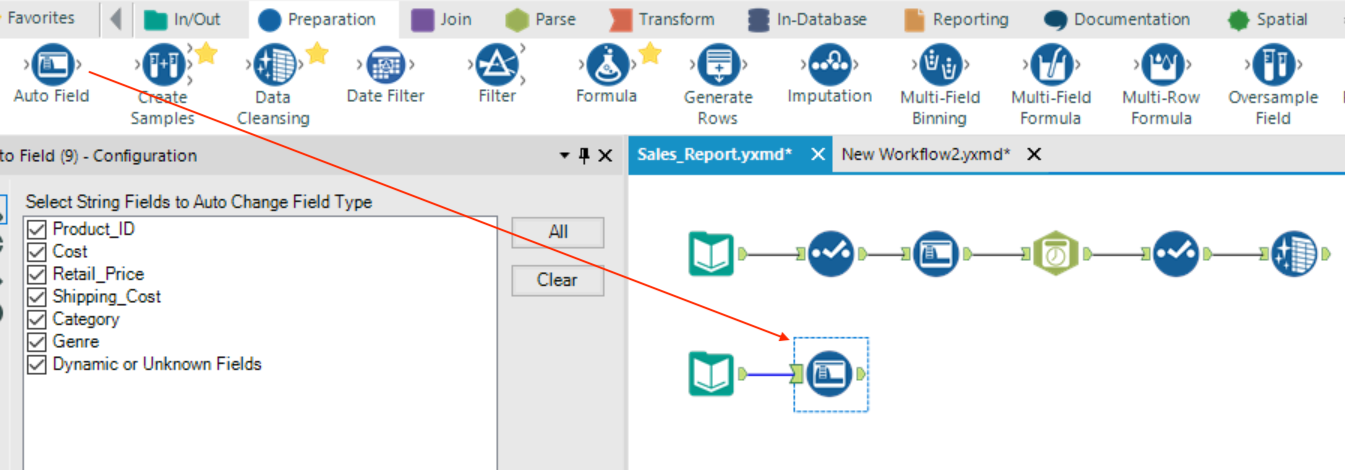 Favorites In/Out Preparation Join Parse Transform In-Database Reporting Documentation Spatial
Auto Field Create Samples Data Cleansing Date Filter Filter Formula Generate Rows Imputation Multi-Field Binning Multi-Field Formula Multi-Row Formula Oversample Field
to Field (9) - Configuration
Sales_Report.yxmd*
New Workflow2.yxmd*
Select String Fields to Auto Change Field Type
Product_ID
Cost
Retail_Price
Shipping_Cost
Category
Genre
Dynamic or Unknown Fields
All
Clear